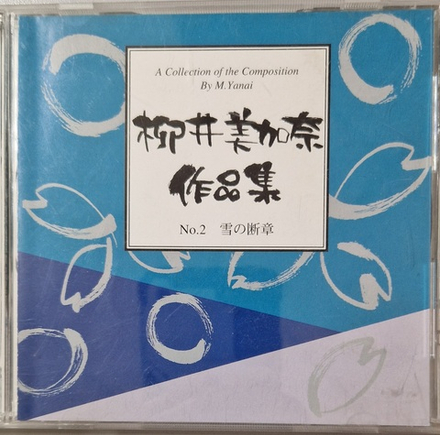 A Collection of the Composition
By M.Yanai
柳井美加奈
作品集
No.2 雪の断章